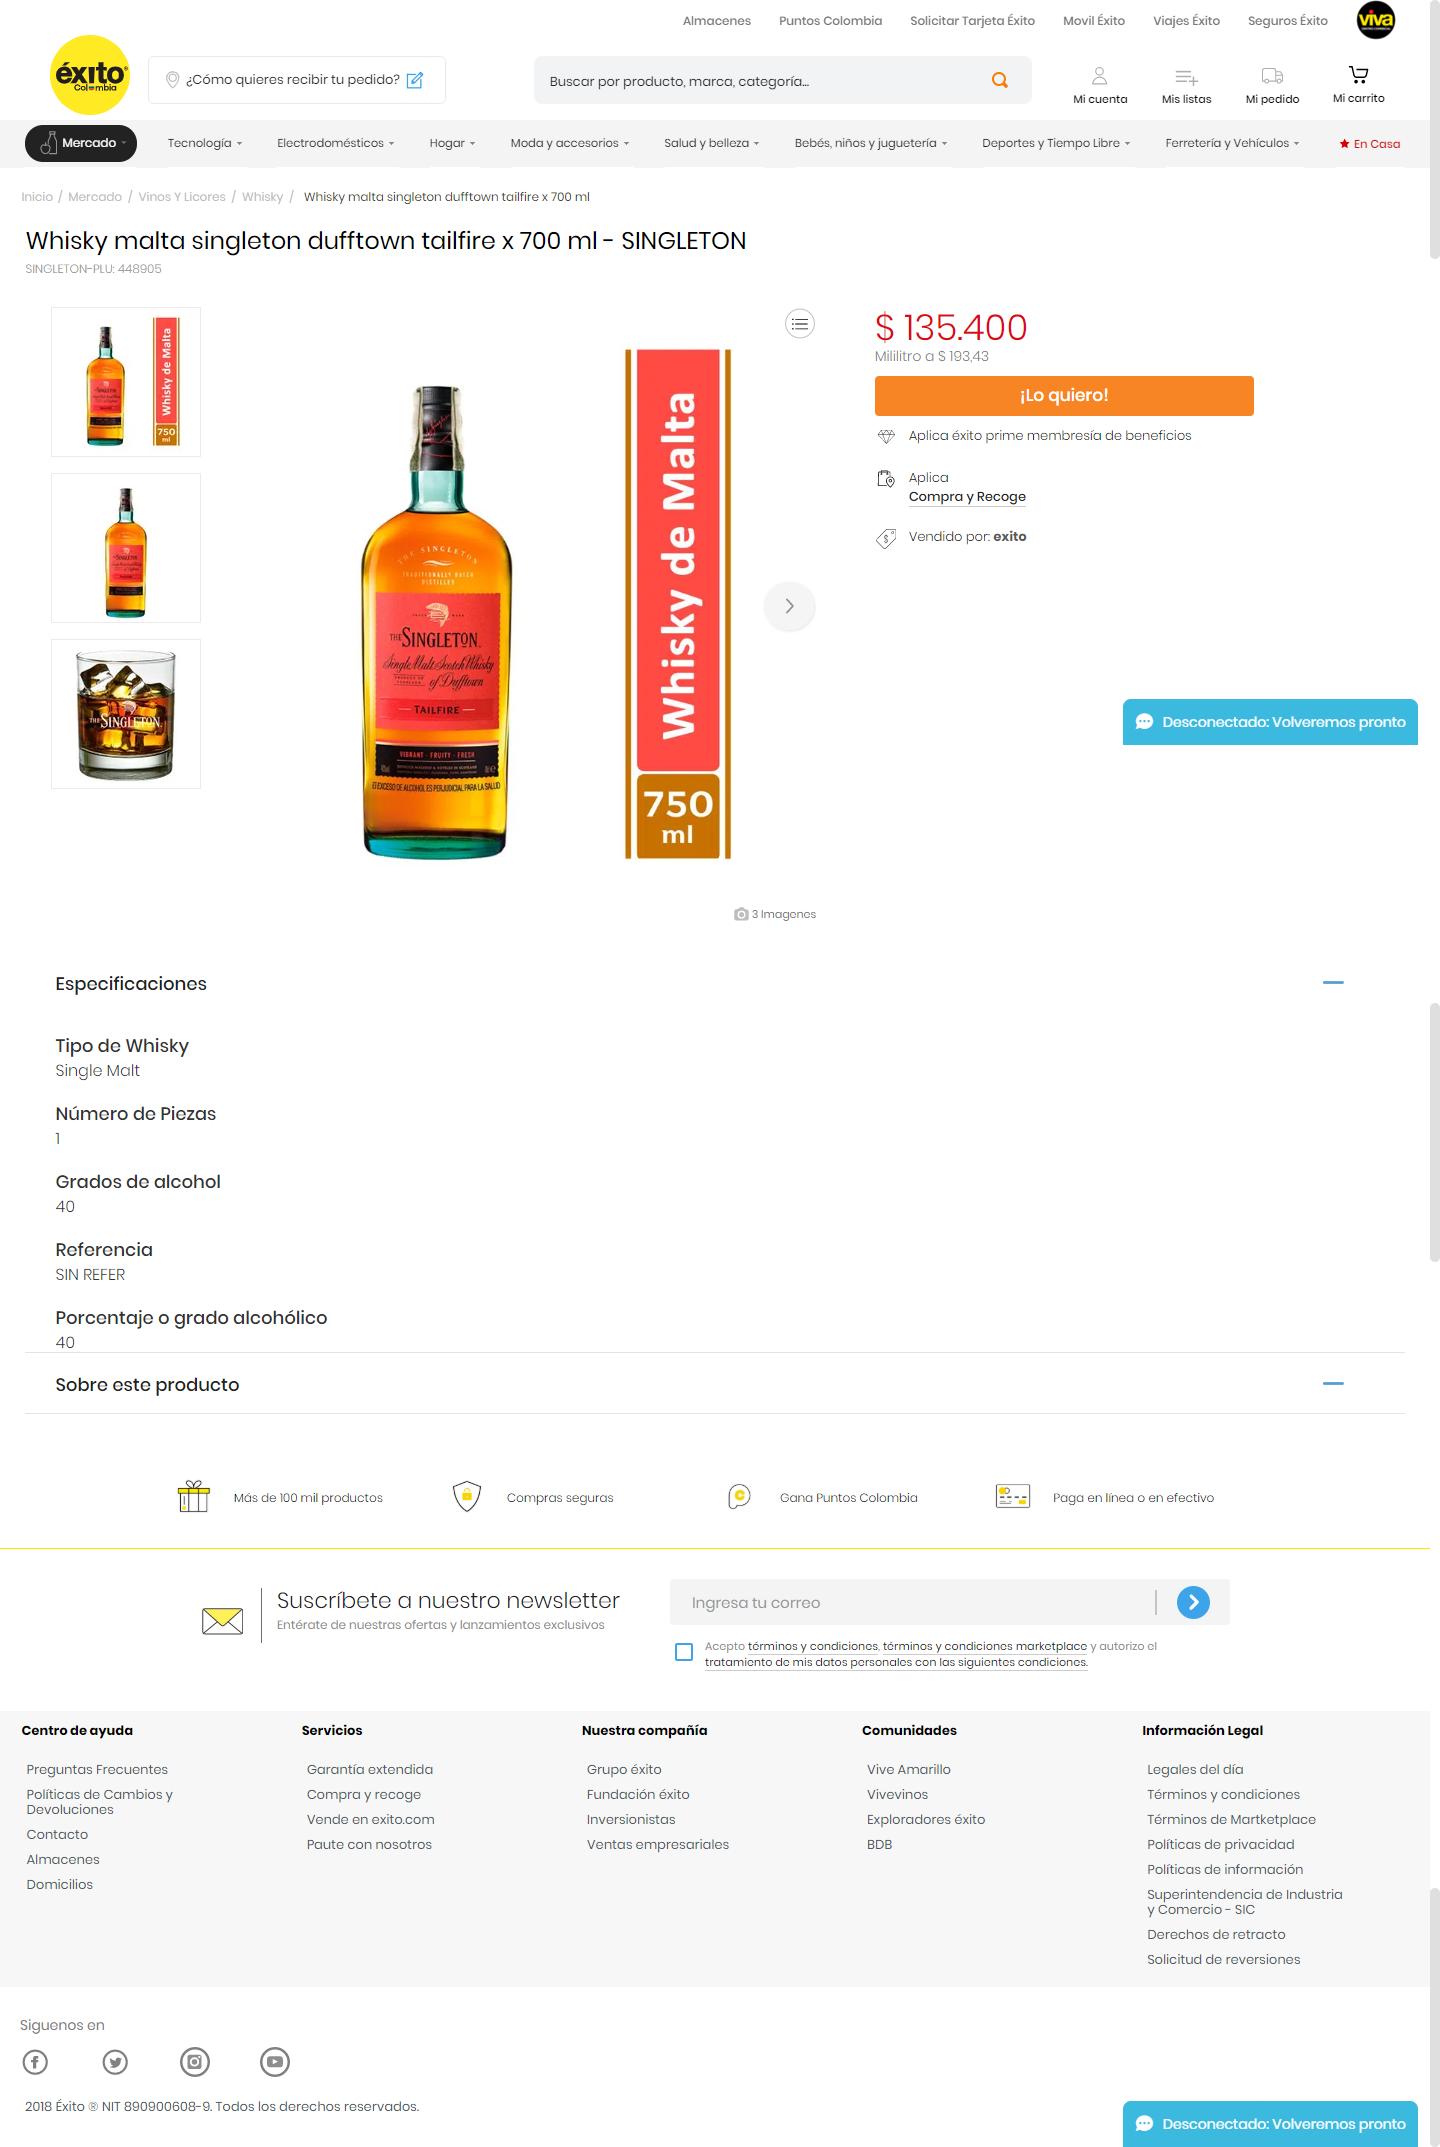 Almacenes Puntos Colombia Solicitar Tarjeta Éxito Movil Éxito Viajes Éxito Seguros Éxito viva
éxito
Colombia
¿Cómo quieres recibir tu pedido?
Buscar por producto, marca, categoría...
Mi cuenta Mis listas Mi pedido Mi carrito
Mercado Tecnología Electrodomésticos Hogar Moda y accesorios Salud y belleza Bebés, niños y juguetería Deportes y Tiempo Libre Ferretería y Vehículos En Casa
Inicio / Mercado / Vinos Y Licores / Whisky / Whisky malta singleton dufftown tailfire x 700 ml
Whisky malta singleton dufftown tailfire x 700 ml - SINGLETON
SINGLETON-PLU: 448905
Whisky de Malta
750
ml
THE SINGLETON
THE SINGLETON
TRADITIONALLY BATCH
DISTILLED
THE SINGLETON
Single Malt Scotch Whisky
of Dufftown
TAILFIRE
VIBRANT · FRUITY · FRESH
EL EXCESO DE ALCOHOL ES PERJUDICIAL PARA LA SALUD
Whisky de Malta
750
ml
3 Imagenes
$ 135.400
Mililitro a $ 193,43
¡Lo quiero!
Aplica éxito prime membresía de beneficios
Aplica
Compra y Recoge
Vendido por: exito
Desconectado: Volveremos pronto
Especificaciones
Tipo de Whisky
Single Malt
Número de Piezas
1
Grados de alcohol
40
Referencia
SIN REFER
Porcentaje o grado alcohólico
40
Sobre este producto
Más de 100 mil productos
Compras seguras
Gana Puntos Colombia
Paga en línea o en efectivo
Suscríbete a nuestro newsletter
Entérate de nuestras ofertas y lanzamientos exclusivos
Ingresa tu correo
Acepto términos y condiciones, términos y condiciones marketplace y autorizo el
tratamiento de mis datos personales con las siguientes condiciones.
Centro de ayuda
Preguntas Frecuentes
Políticas de Cambios y
Devoluciones
Contacto
Almacenes
Domicilios
Servicios
Garantía extendida
Compra y recoge
Vende en exito.com
Paute con nosotros
Nuestra compañía
Grupo éxito
Fundación éxito
Inversionistas
Ventas empresariales
Comunidades
Vive Amarillo
Vivevinos
Exploradores éxito
BDB
Información Legal
Legales del día
Términos y condiciones
Términos de Martketplace
Políticas de privacidad
Políticas de información
Superintendencia de Industria
y Comercio - SIC
Derechos de retracto
Solicitud de reversiones
Siguenos en
2018 Éxito ® NIT 890900608-9. Todos los derechos reservados.
Desconectado: Volveremos pronto